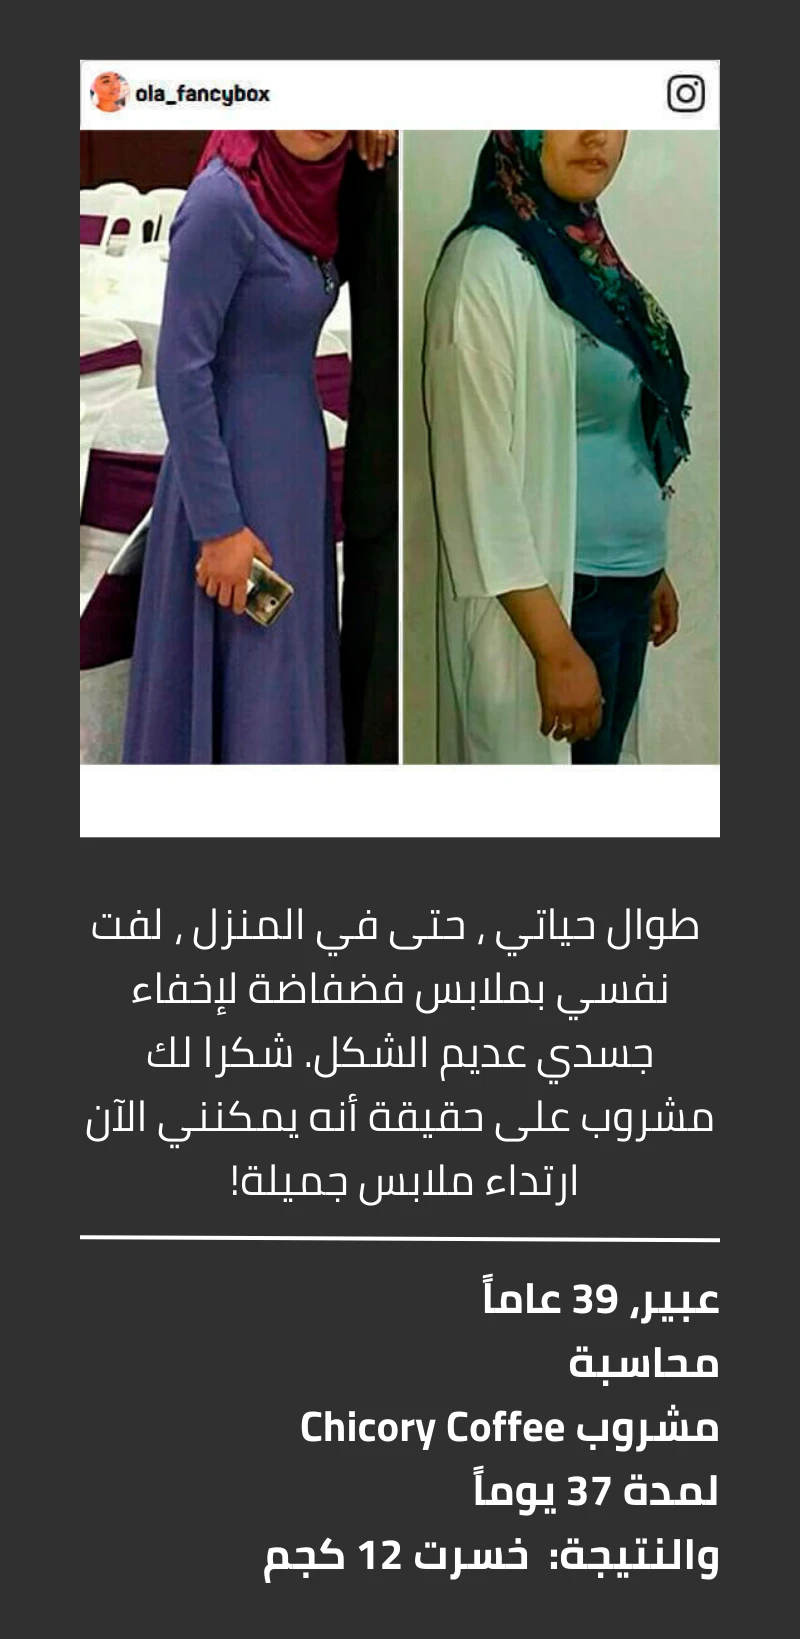 ola_fancybox
طوال حياتي , حتى في المنزل , لفت
نفسي بملابس فضفاضة لإخفاء
جسدي عديم الشكل. شكرا لك
مشروب على حقيقة أنه يمكنني الآن
ارتداء ملابس جميلة!
عبير, 39 عاماً
محاسبة
مشروب Chicory Coffee
لمدة 37 يوماً
والنتيجة: خسرت 12 كجم